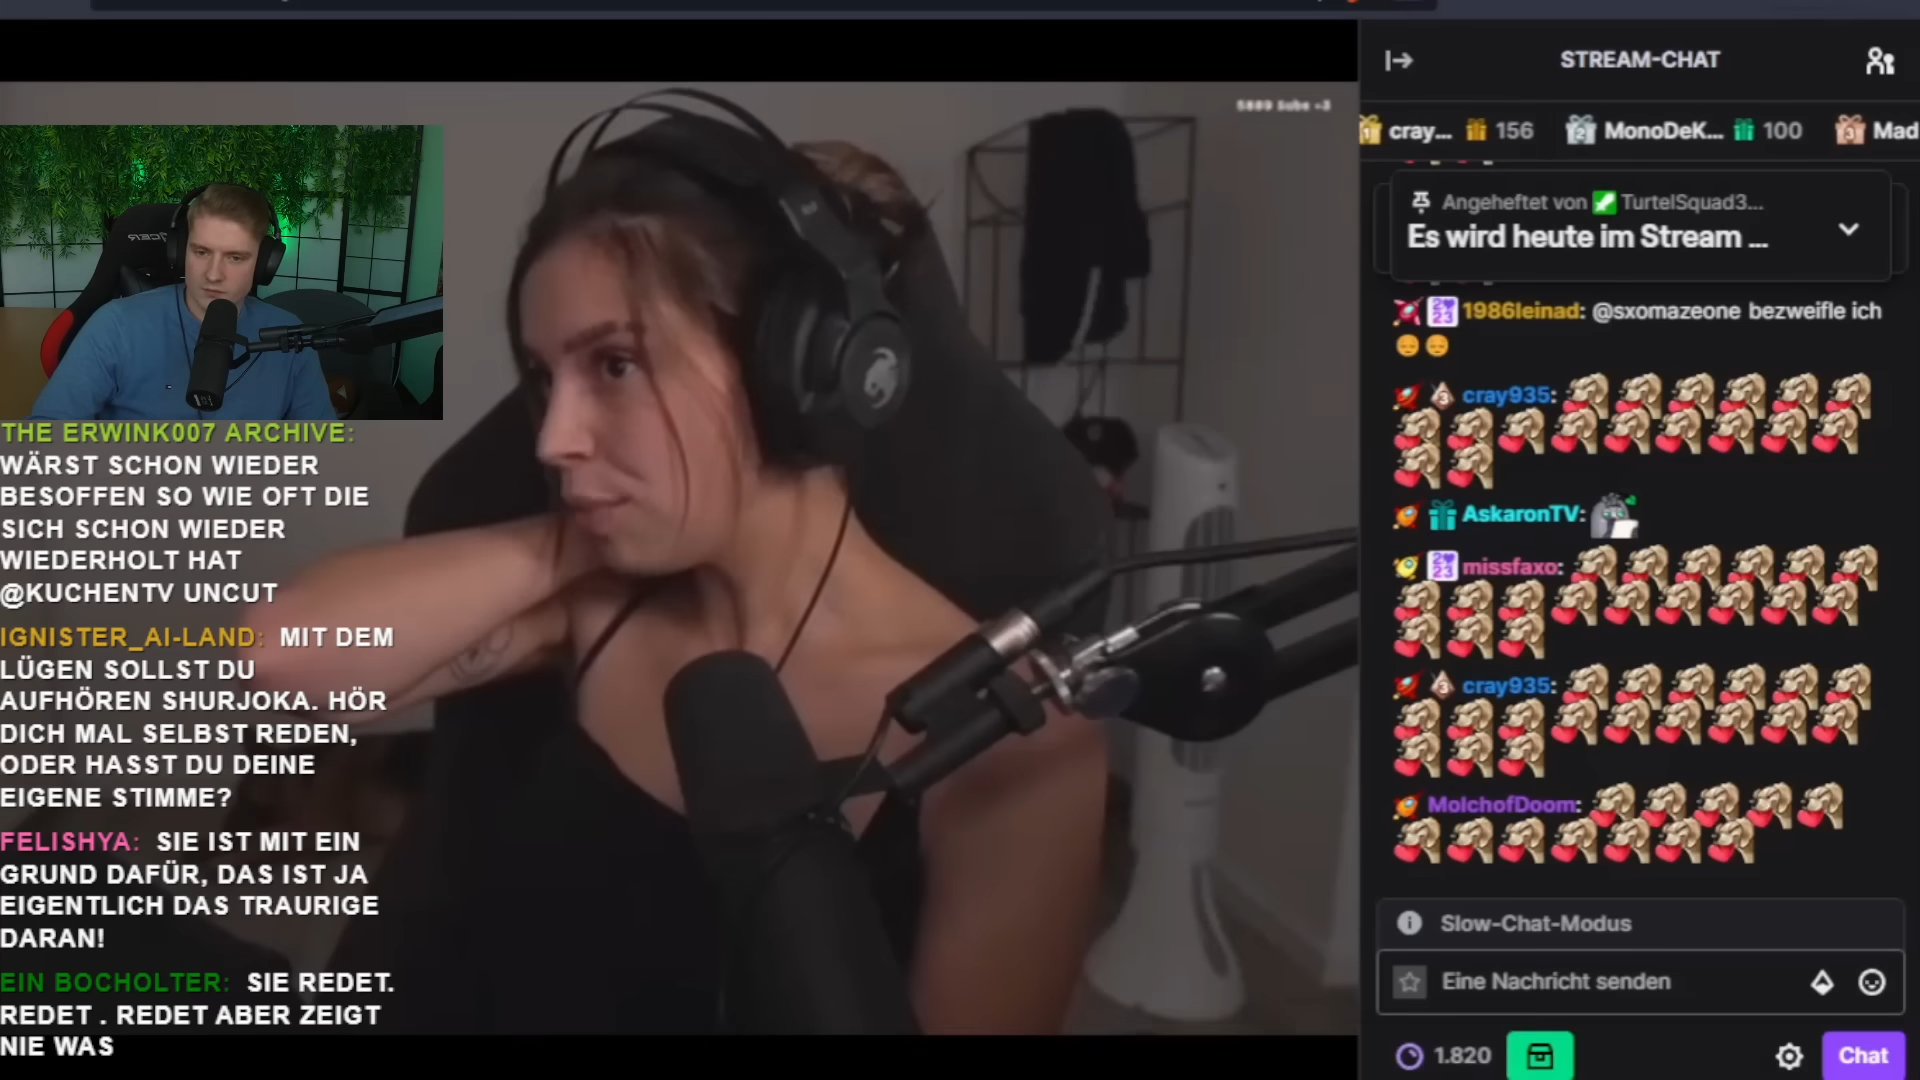 5889 Subs +3
THE ERWINK007 ARCHIVE:
WÄRST SCHON WIEDER
BESOFFEN SO WIE OFT DIE
SICH SCHON WIEDER
WIEDERHOLT HAT
@KUCHENTV UNCUT
IGNISTER_AI-LAND: MIT DEM
LÜGEN SOLLST DU
AUFHÖREN SHURJOKA. HÖR
DICH MAL SELBST REDEN,
ODER HASST DU DEINE
EIGENE STIMME?
FELISHYA: SIE IST MIT EIN
GRUND DAFÜR, DAS IST JA
EIGENTLICH DAS TRAURIGE
DARAN!
EIN BOCHOLTER: SIE REDET.
REDET . REDET ABER ZEIGT
NIE WAS
STREAM-CHAT
cray... 156 MonoDeK... 100 Mad
Angeheftet von TurtelSquad3...
Es wird heute im Stream ...
1986leinad: @sxomazeone bezweifle ich
cray935:
AskaronTV:
missfaxo:
cray935:
MolchofDoom:
Slow-Chat-Modus
Eine Nachricht senden
1.820 Chat